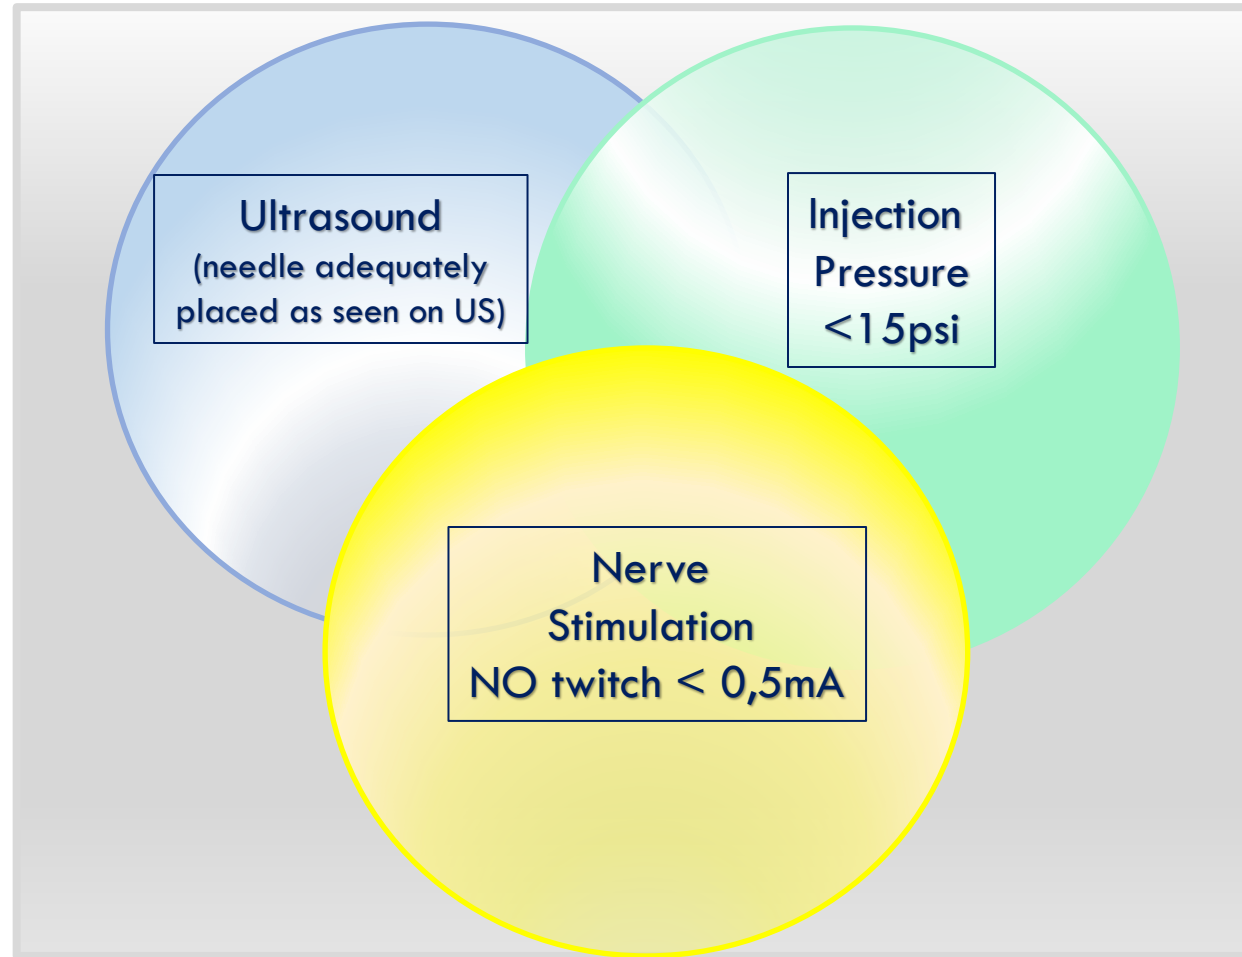 Ultrasound
(needle adequately
placed as seen on US)
Injection
Pressure
<15psi
Nerve
Stimulation
NO twitch < 0,5mA